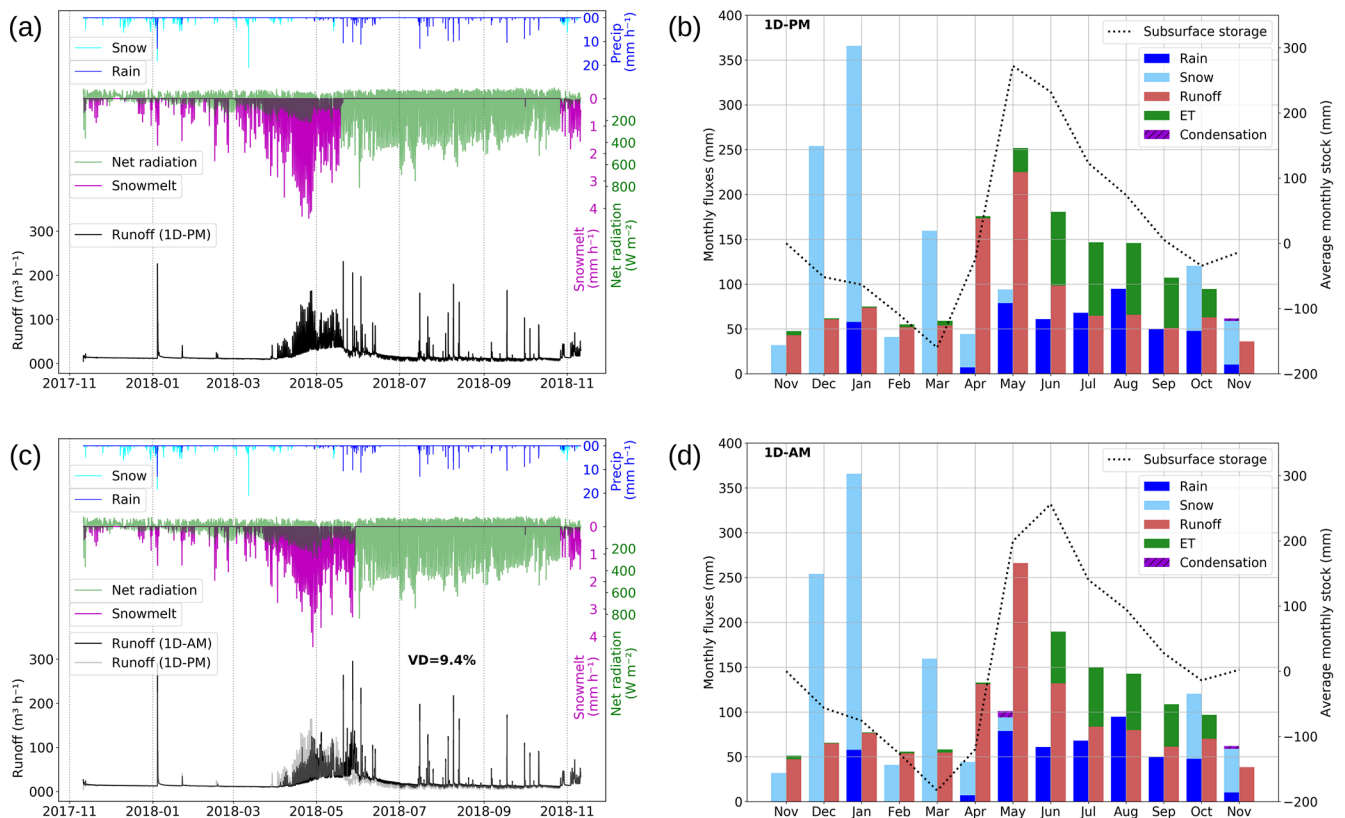 (a)
Snow
Rain
00
10
20
Precip
(mm h⁻¹)
Net radiation
Snowmelt
0
1
2
3
4
200
400
600
800
Snowmelt
(mm h⁻¹)
Net radiation
(W m⁻²)
Runoff (1D-PM)
Runoff (m³ h⁻¹)
300
200
100
000
2017-11 2018-01 2018-03 2018-05 2018-07 2018-09 2018-11
(b)
1D-PM
Subsurface storage
Rain
Snow
Runoff
ET
Condensation
Monthly fluxes (mm)
400
350
300
250
200
150
100
50
0
Average monthly stock (mm)
300
200
100
0
−100
−200
Nov Dec Jan Feb Mar Apr May Jun Jul Aug Sep Oct Nov
(c)
Snow
Rain
00
10
20
Precip
(mm h⁻¹)
Net radiation
Snowmelt
0
1
2
3
4
200
400
600
800
Snowmelt
(mm h⁻¹)
Net radiation
(W m⁻²)
Runoff (1D-AM)
Runoff (1D-PM)
VD=9.4%
Runoff (m³ h⁻¹)
300
200
100
000
2017-11 2018-01 2018-03 2018-05 2018-07 2018-09 2018-11
(d)
1D-AM
Subsurface storage
Rain
Snow
Runoff
ET
Condensation
Monthly fluxes (mm)
400
350
300
250
200
150
100
50
0
Average monthly stock (mm)
300
200
100
0
−100
−200
Nov Dec Jan Feb Mar Apr May Jun Jul Aug Sep Oct Nov